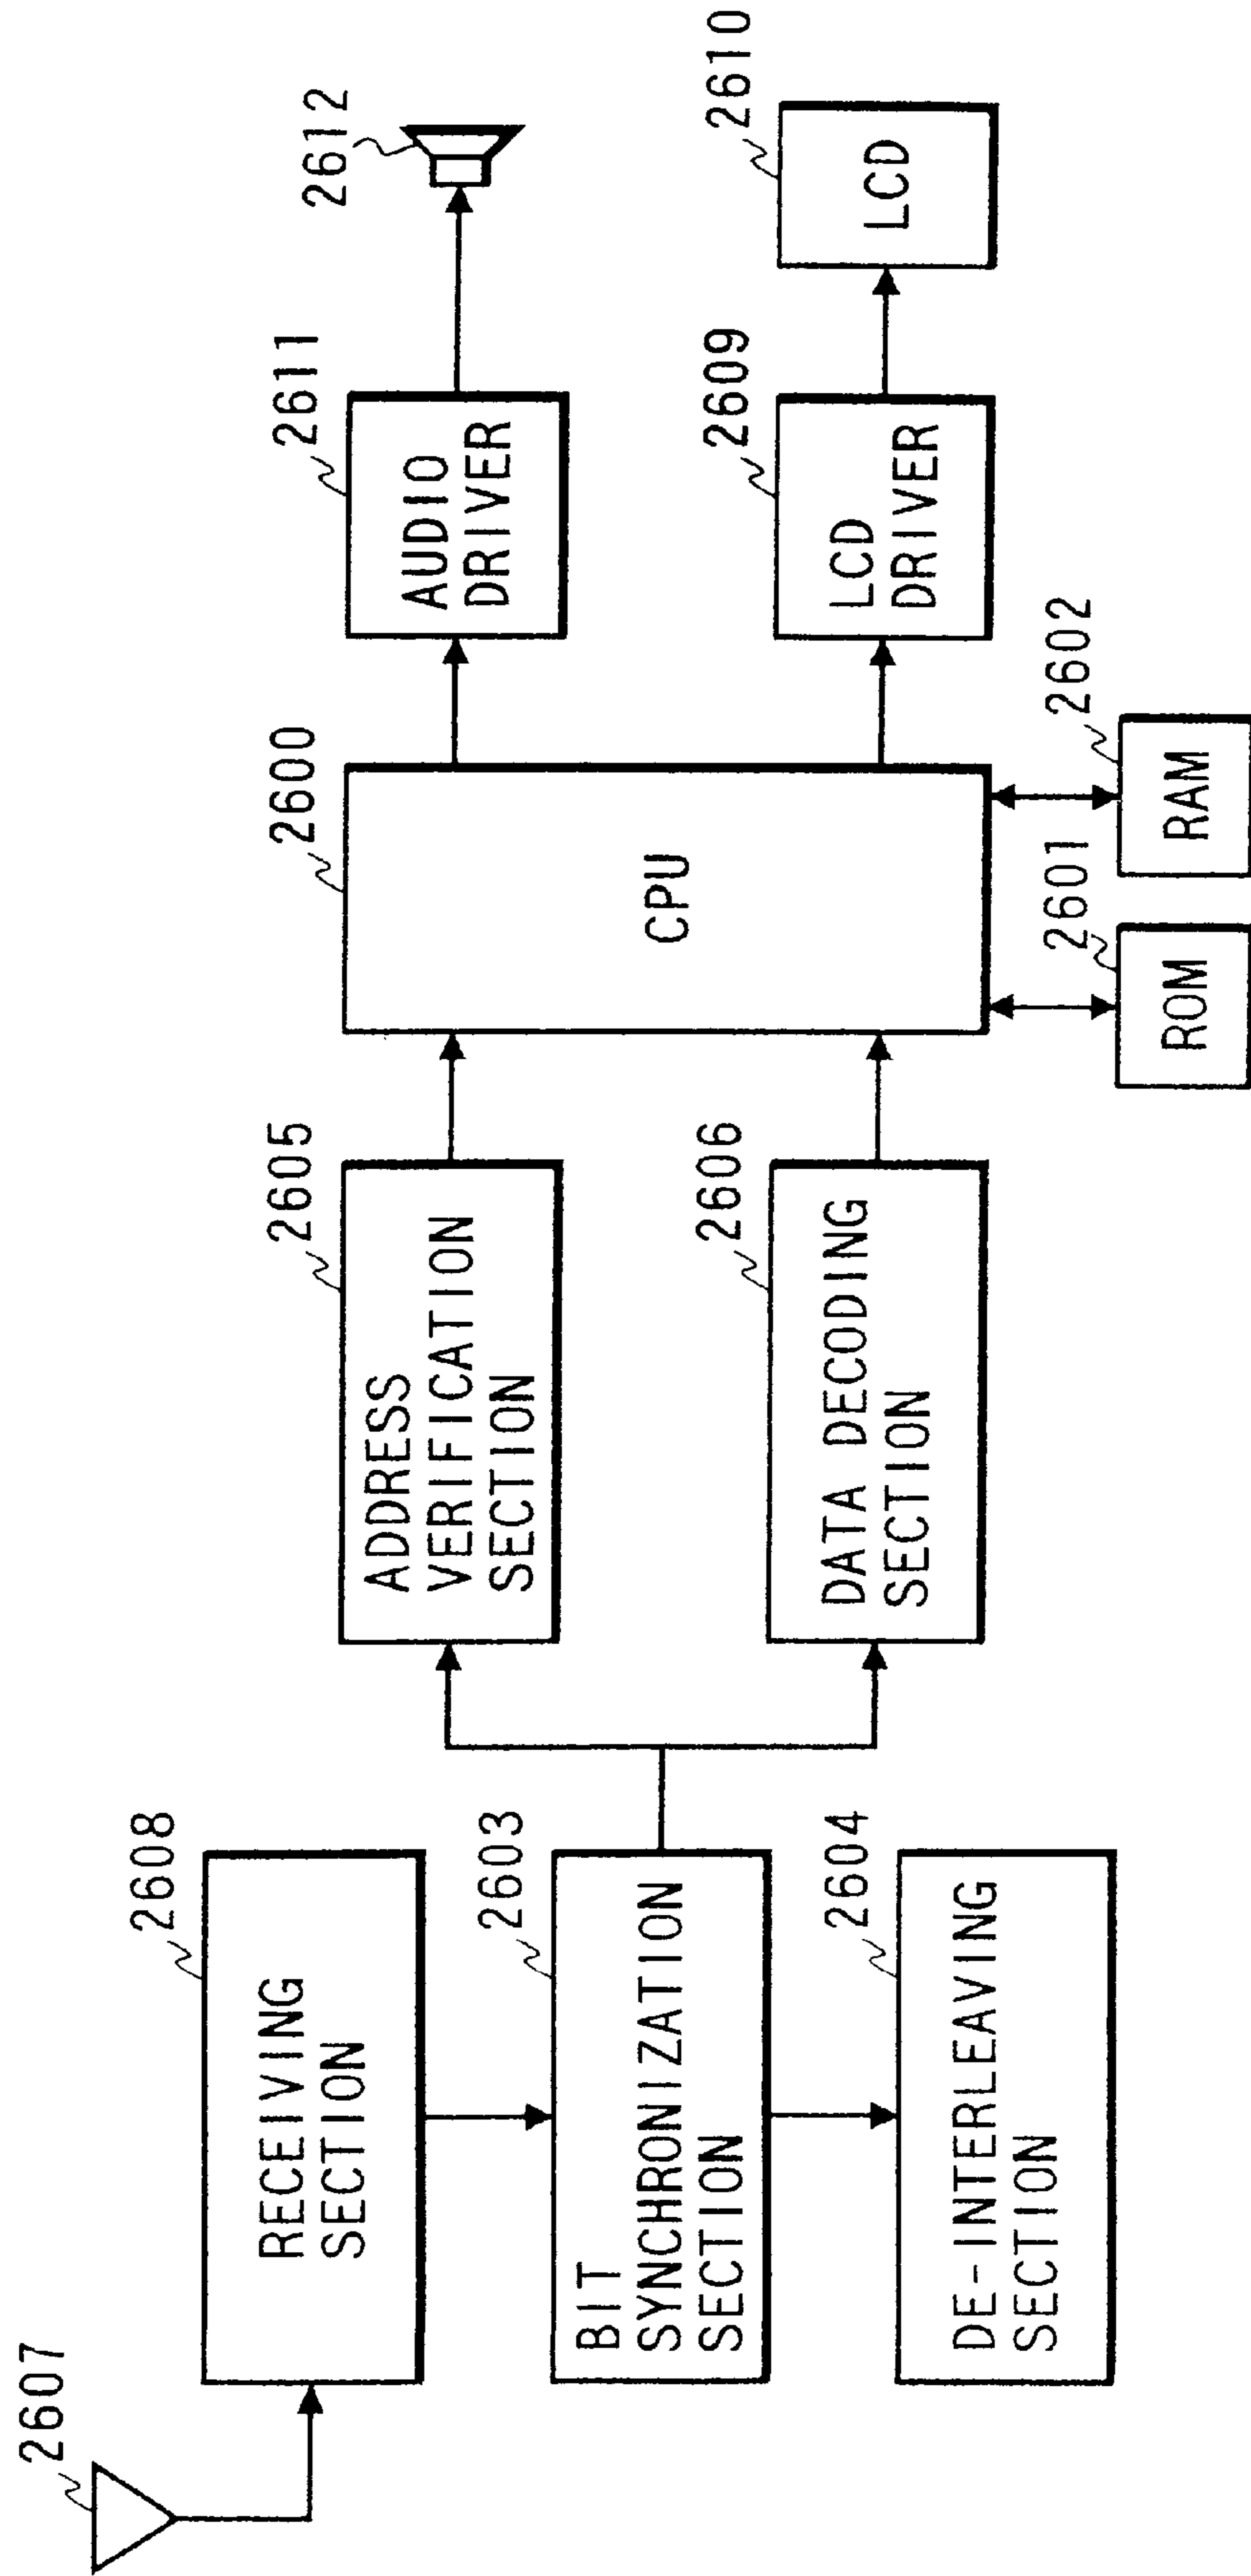 2607
2608
RECEIVING
SECTION
2603
BIT
SYNCHRONIZATION
SECTION
2604
DE-INTERLEAVING
SECTION
2605
ADDRESS
VERIFICATION
SECTION
2606
DATA DECODING
SECTION
2600
CPU
2601
ROM
2602
RAM
2611
AUDIO
DRIVER
2609
LCD
DRIVER
2612
2610
LCD